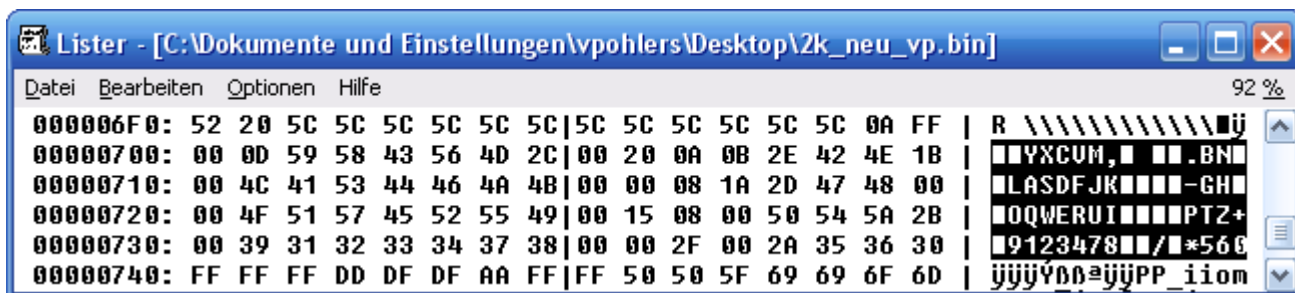 Lister - [C:\Dokumente und Einstellungen\vpohlers\Desktop\2k_neu_vp.bin]
Datei Bearbeiten Optionen Hilfe 92 %
000006F0: 52 20 5C 5C 5C 5C 5C 5C|5C 5C 5C 5C 5C 5C 0A FF | R \\\\\\\\\\\\■ÿ
00000700: 00 0D 59 58 43 56 4D 2C|00 20 0A 0B 2E 42 4E 1B | ■■YXCVM,■ ■■.BN■
00000710: 00 4C 41 53 44 46 4A 4B|00 00 08 1A 2D 47 48 00 | ■LASDFJK■■■■-GH■
00000720: 00 4F 51 57 45 52 55 49|00 15 08 00 50 54 5A 2B | ■OQWERUI■■■■PTZ+
00000730: 00 39 31 32 33 34 37 38|00 00 2F 00 2A 35 36 30 | ■9123478■■/■*560
00000740: FF FF FF DD DF DF AA FF|FF 50 50 5F 69 69 6F 6D | ÿÿÿÝßßªÿÿPP_iiom